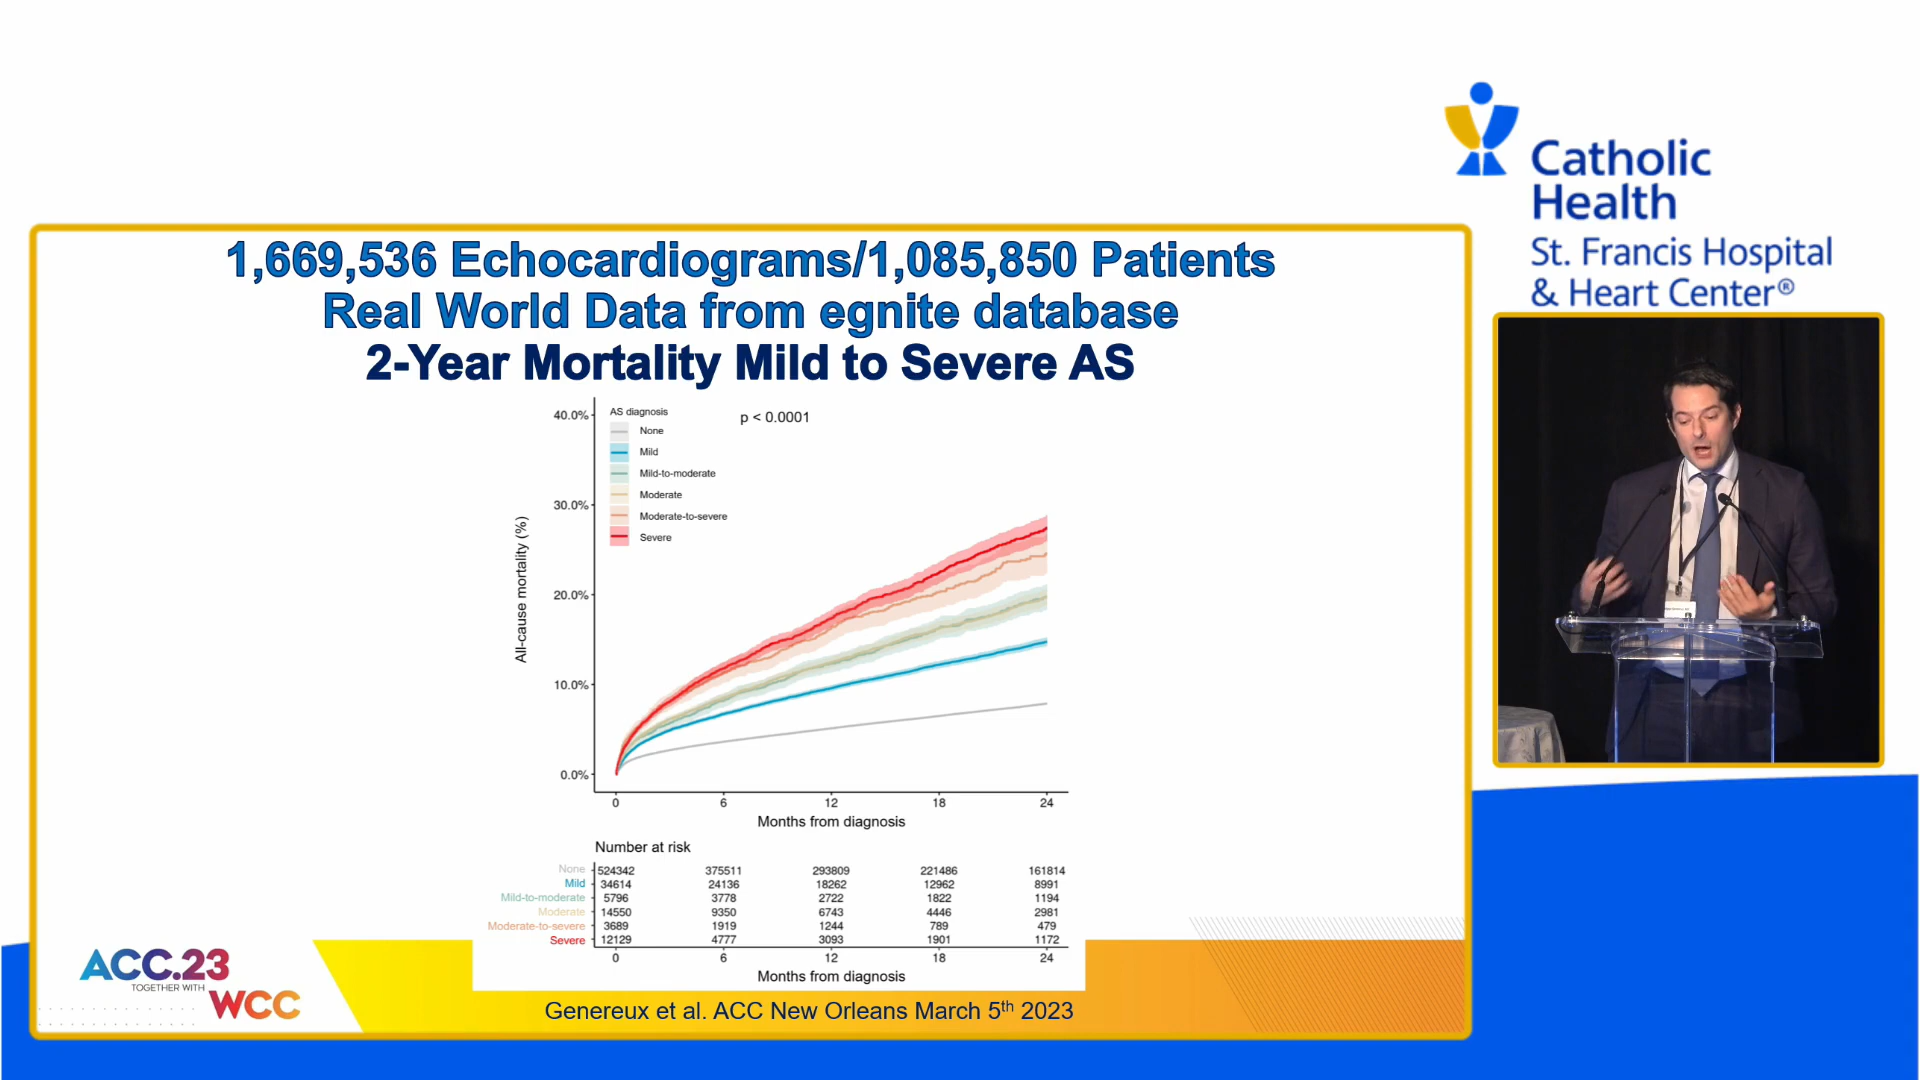 Catholic
Health
St. Francis Hospital
& Heart Center®
1,669,536 Echocardiograms/1,085,850 Patients
Real World Data from egnite database
2-Year Mortality Mild to Severe AS
AS diagnosis
p < 0.0001
None
Mild
Mild-to-moderate
Moderate
Moderate-to-severe
Severe
All-cause mortality (%)
40.0%
30.0%
20.0%
10.0%
0.0%
0 6 12 18 24
Months from diagnosis
Number at risk
None 524342 375511 293809 221486 161814
Mild 34614 24136 18262 12962 8991
Mild-to-moderate 5796 3778 2722 1822 1194
Moderate 14550 9350 6743 4446 2981
Moderate-to-severe 3689 1919 1244 789 479
Severe 12129 4777 3093 1901 1172
0 6 12 18 24
Months from diagnosis
ACC.23
TOGETHER WITH
WCC
Genereux et al. ACC New Orleans March 5th 2023